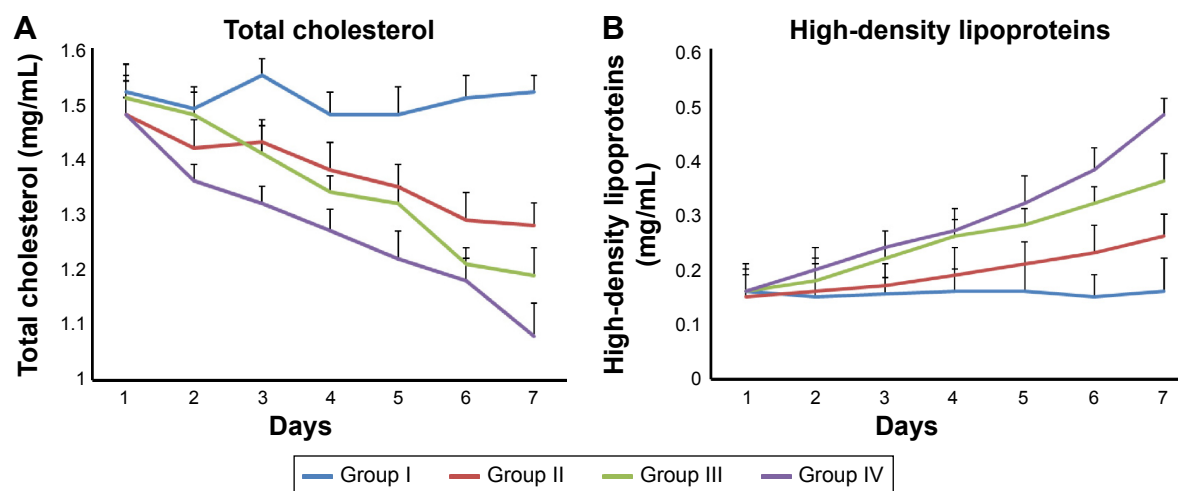 A
Total cholesterol
Total cholesterol (mg/mL)
1.6
1.5
1.4
1.3
1.2
1.1
1
1 2 3 4 5 6 7
Days
B
High-density lipoproteins
High-density lipoproteins
(mg/mL)
0.6
0.5
0.4
0.3
0.2
0.1
0
1 2 3 4 5 6 7
Days
Group I Group II Group III Group IV